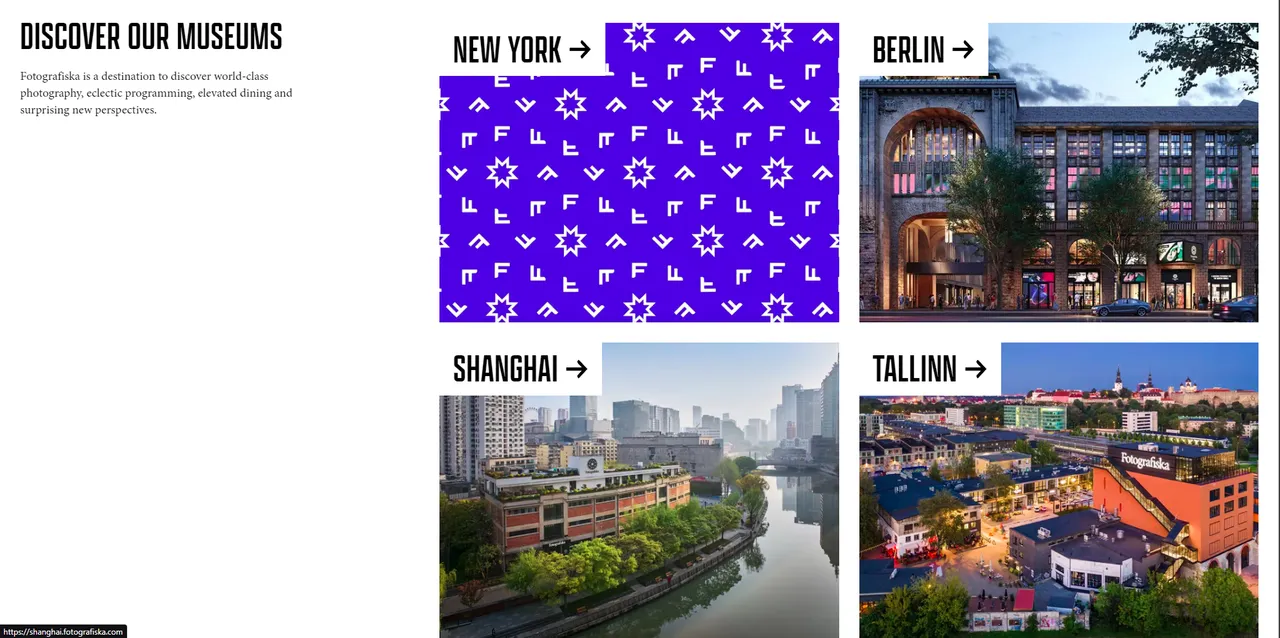 DISCOVER OUR MUSEUMS
Fotografiska is a destination to discover world-class
photography, eclectic programming, elevated dining and
surprising new perspectives.
NEW YORK →
BERLIN →
SHANGHAI →
TALLINN →
Fotografiska
https://shanghai.fotografiska.com